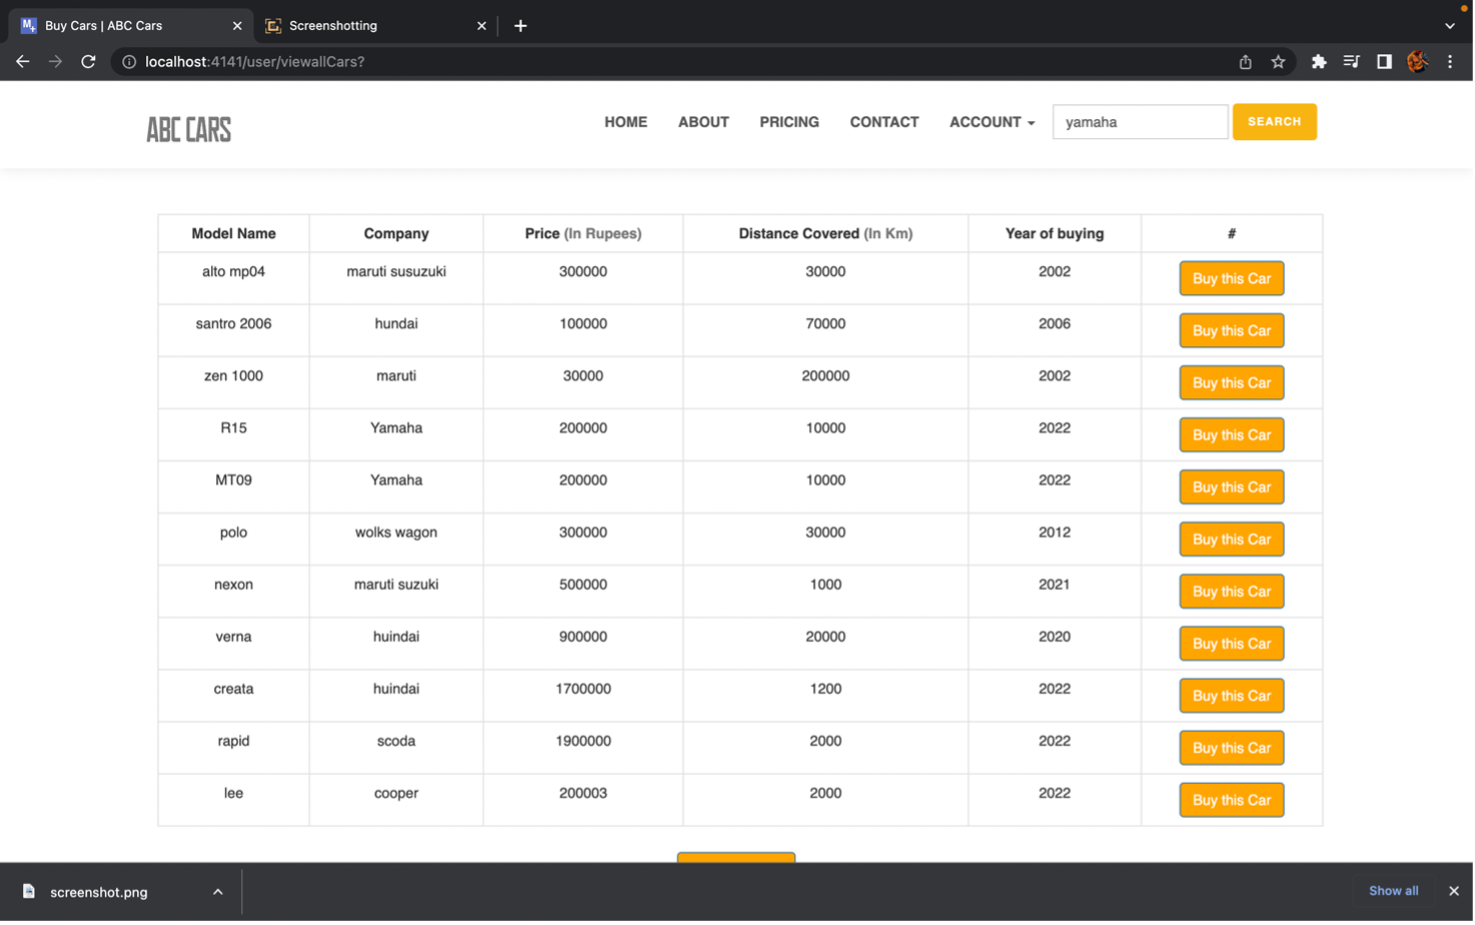 Buy Cars | ABC Cars
Screenshotting
localhost:4141/user/viewallCars?
ABC CARS
HOME ABOUT PRICING CONTACT ACCOUNT yamaha SEARCH
Model Name Company Price (In Rupees) Distance Covered (In Km) Year of buying #
alto mp04 maruti susuzuki 300000 30000 2002 Buy this Car
santro 2006 hundai 100000 70000 2006 Buy this Car
zen 1000 maruti 30000 200000 2002 Buy this Car
R15 Yamaha 200000 10000 2022 Buy this Car
MT09 Yamaha 200000 10000 2022 Buy this Car
polo wolks wagon 300000 30000 2012 Buy this Car
nexon maruti suzuki 500000 1000 2021 Buy this Car
verna huindai 900000 20000 2020 Buy this Car
creata huindai 1700000 1200 2022 Buy this Car
rapid scoda 1900000 2000 2022 Buy this Car
lee cooper 200003 2000 2022 Buy this Car
screenshot.png Show all